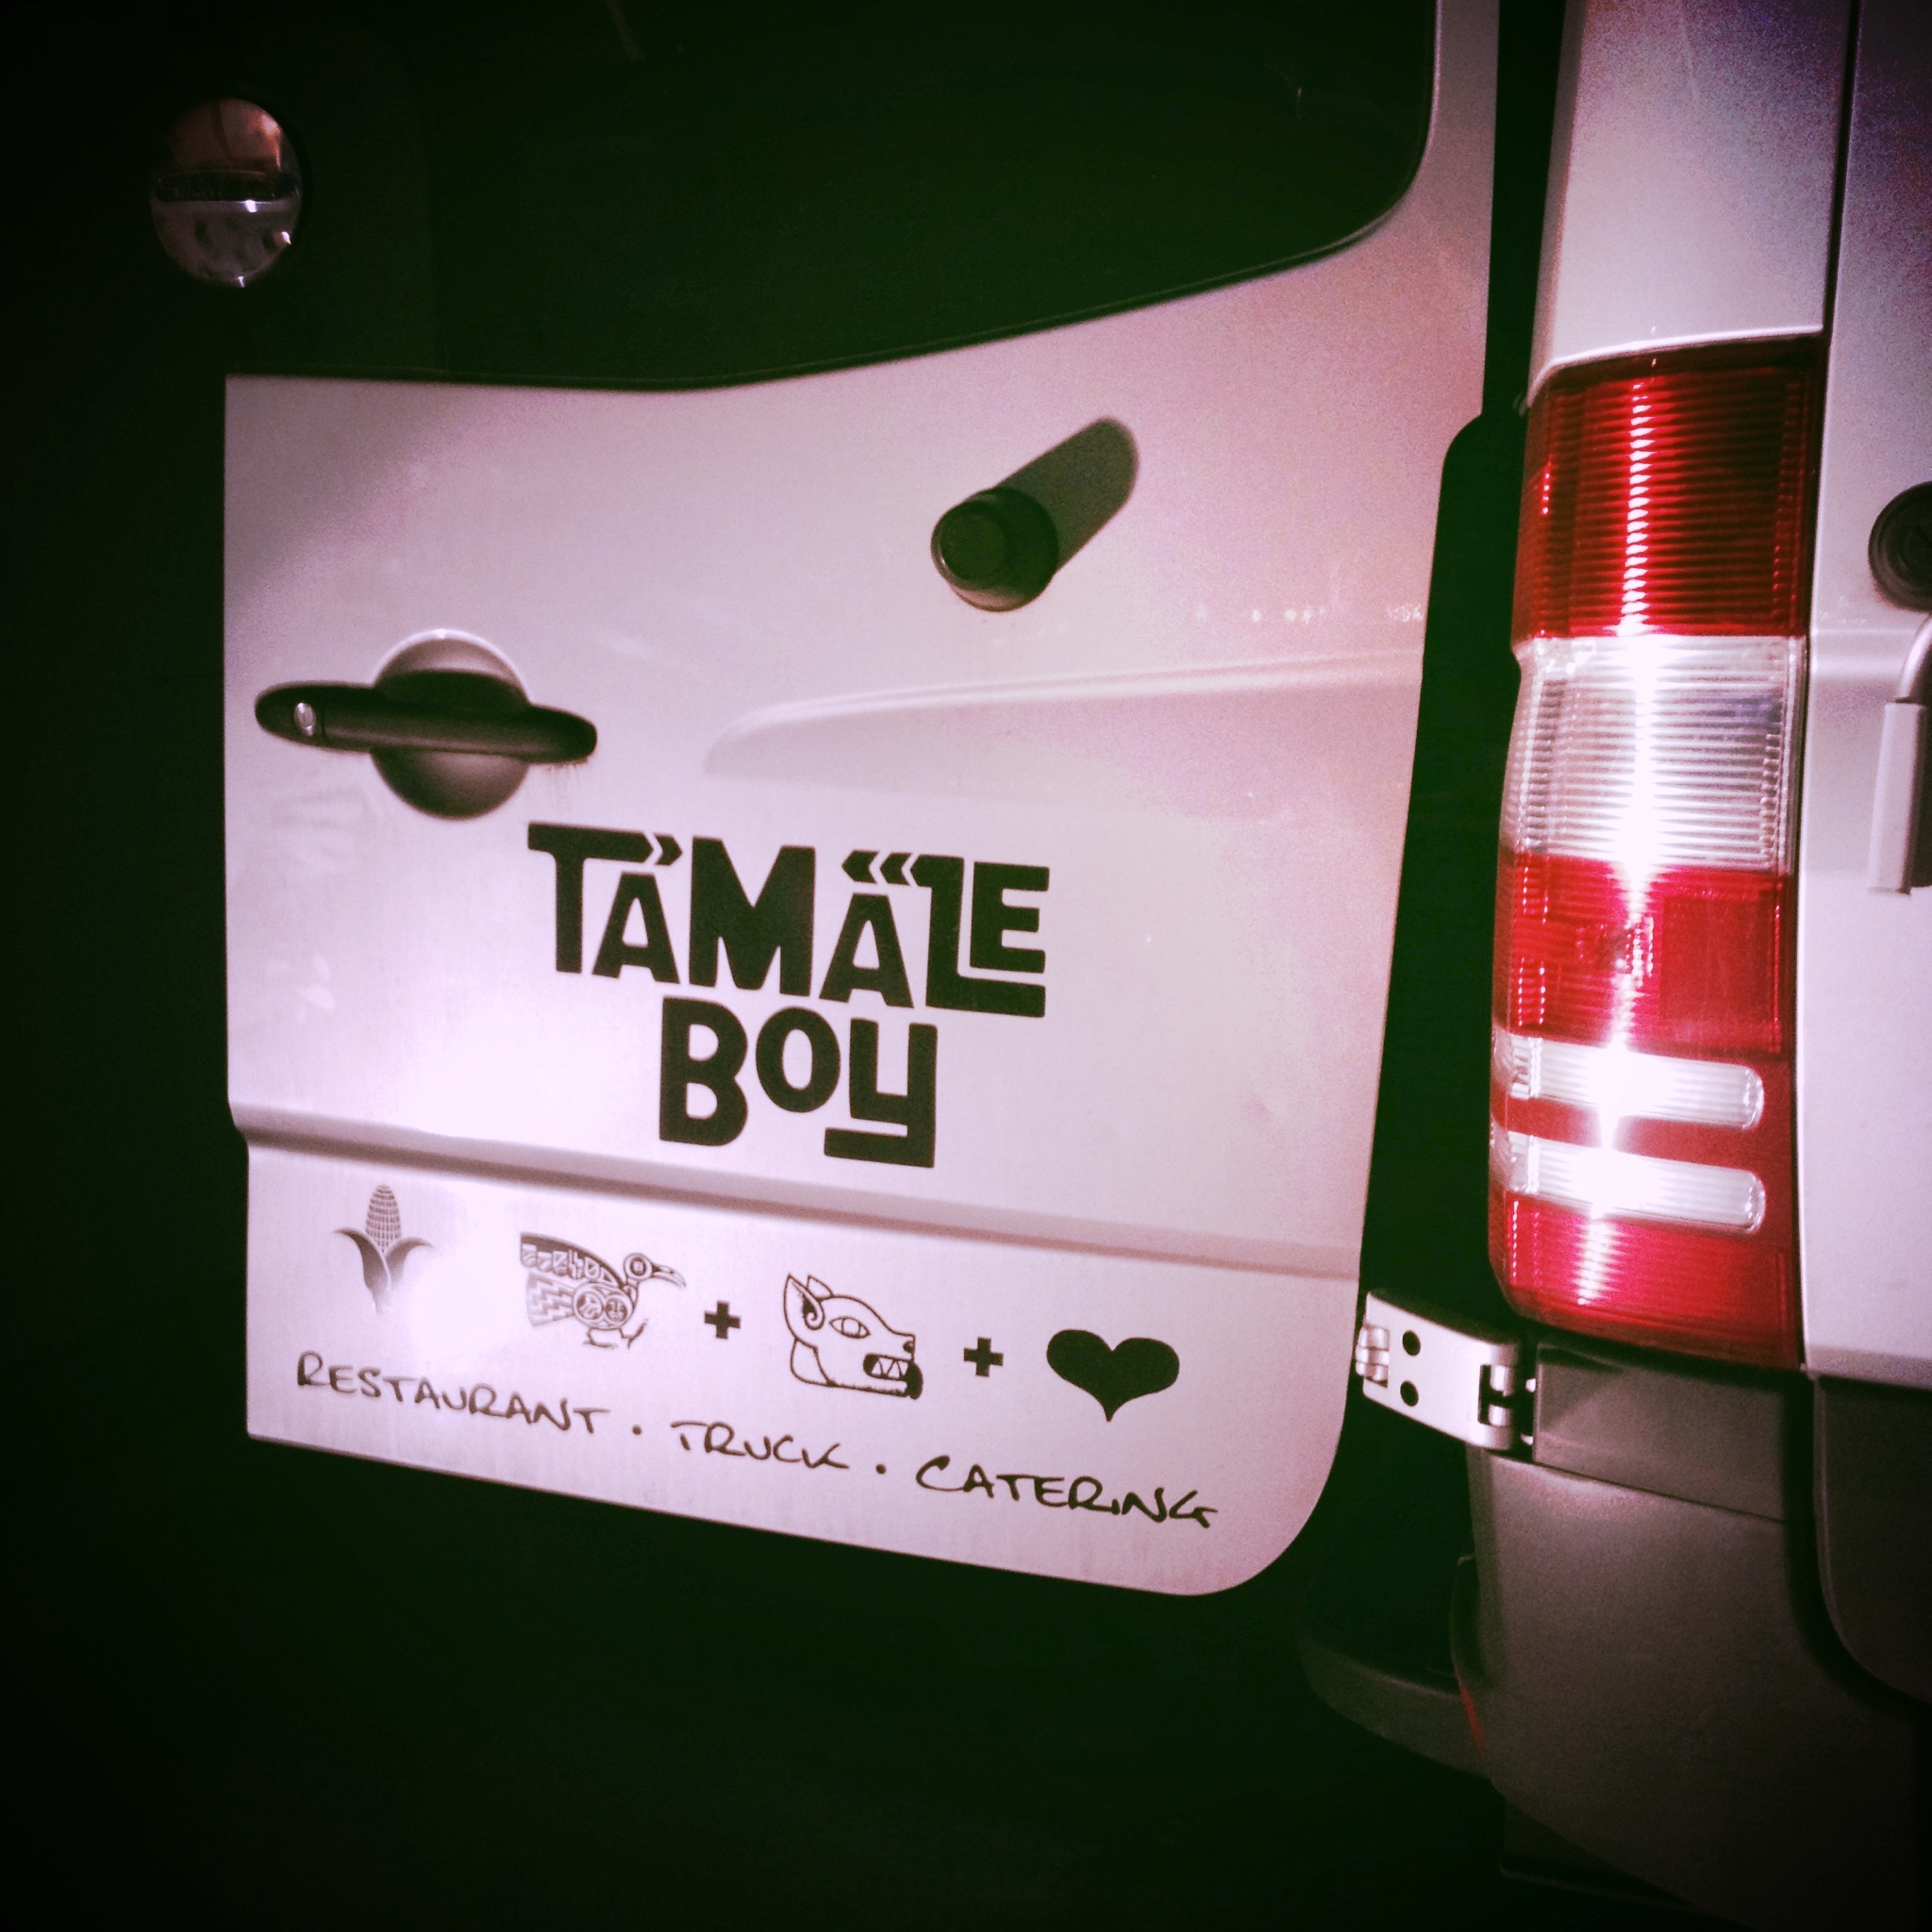 TAMALE
BOY
+ +
RESTAURANT • TRUCK • CATERING